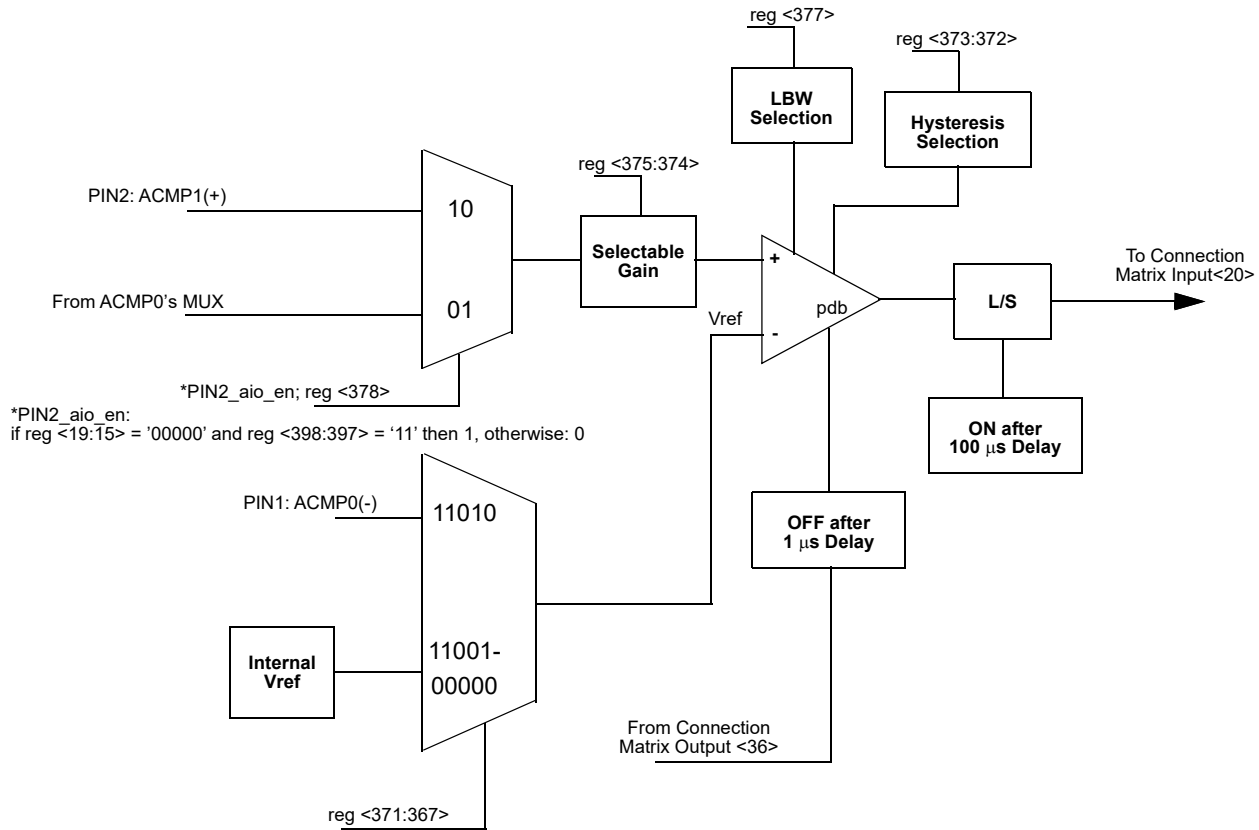 reg <377>
reg <373:372>
LBW
Selection
Hysteresis
Selection
reg <375:374>
PIN2: ACMP1(+)
10
Selectable
Gain
+
To Connection
Matrix Input<20>
From ACMP0's MUX
01
Vref
-
pdb
L/S
*PIN2_aio_en; reg <378>
*PIN2_aio_en:
if reg <19:15> = '00000' and reg <398:397> = '11' then 1, otherwise: 0
ON after
100 μs Delay
PIN1: ACMP0(-)
11010
OFF after
1 μs Delay
Internal
Vref
11001-
00000
From Connection
Matrix Output <36>
reg <371:367>